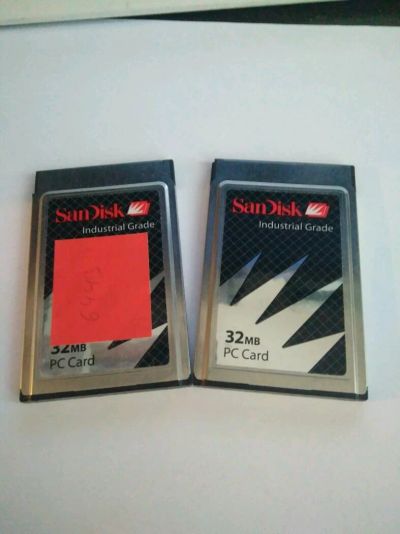 SanDisk
Industrial Grade
32MB
PC Card
SanDisk
Industrial Grade
32MB
PC Card